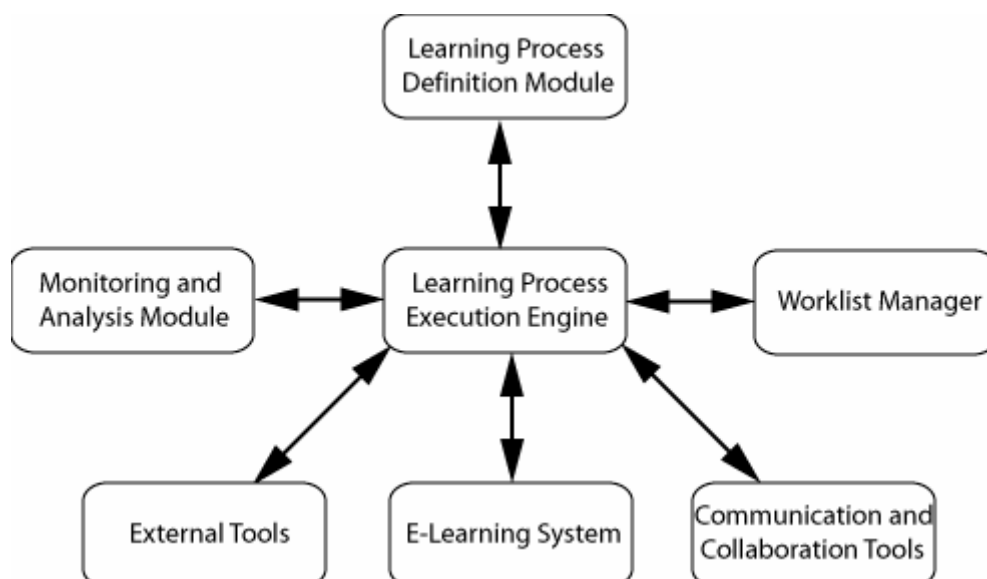 Learning Process
Definition Module
Monitoring and
Analysis Module
Learning Process
Execution Engine
Worklist Manager
External Tools
E-Learning System
Communication and
Collaboration Tools